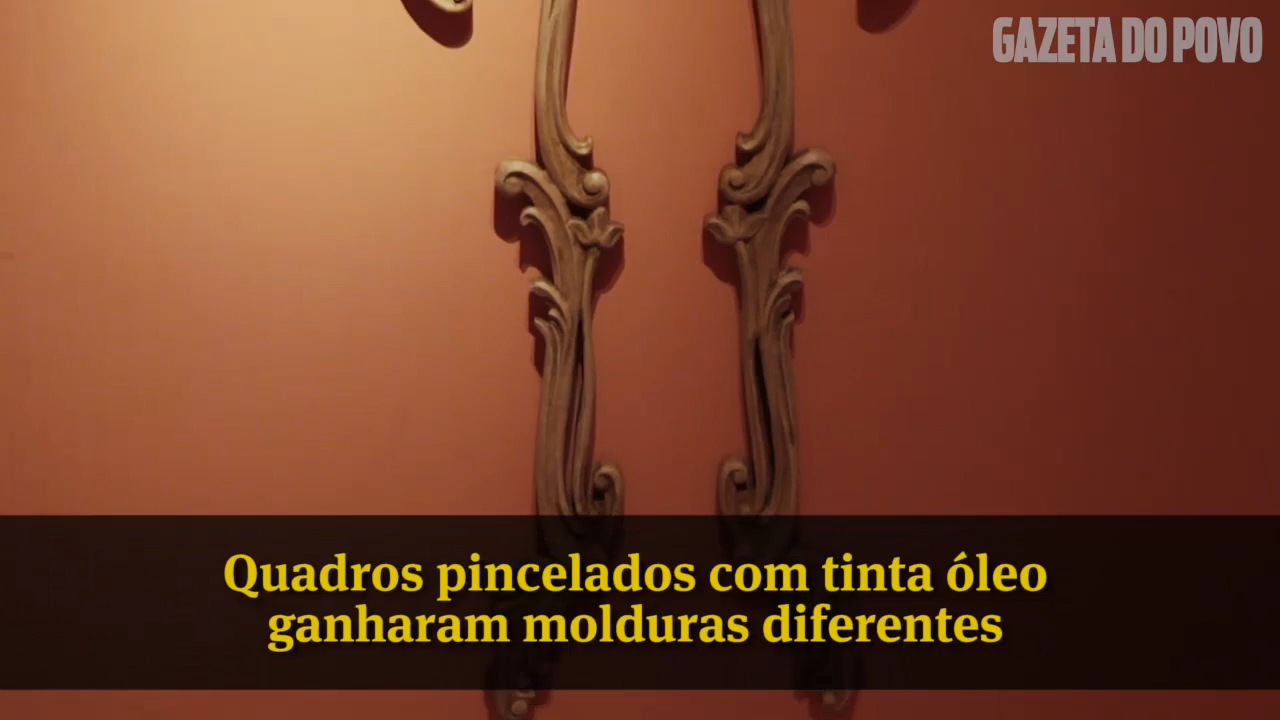 GAZETA DO POVO
Quadros pincelados com tinta óleo
ganharam molduras diferentes